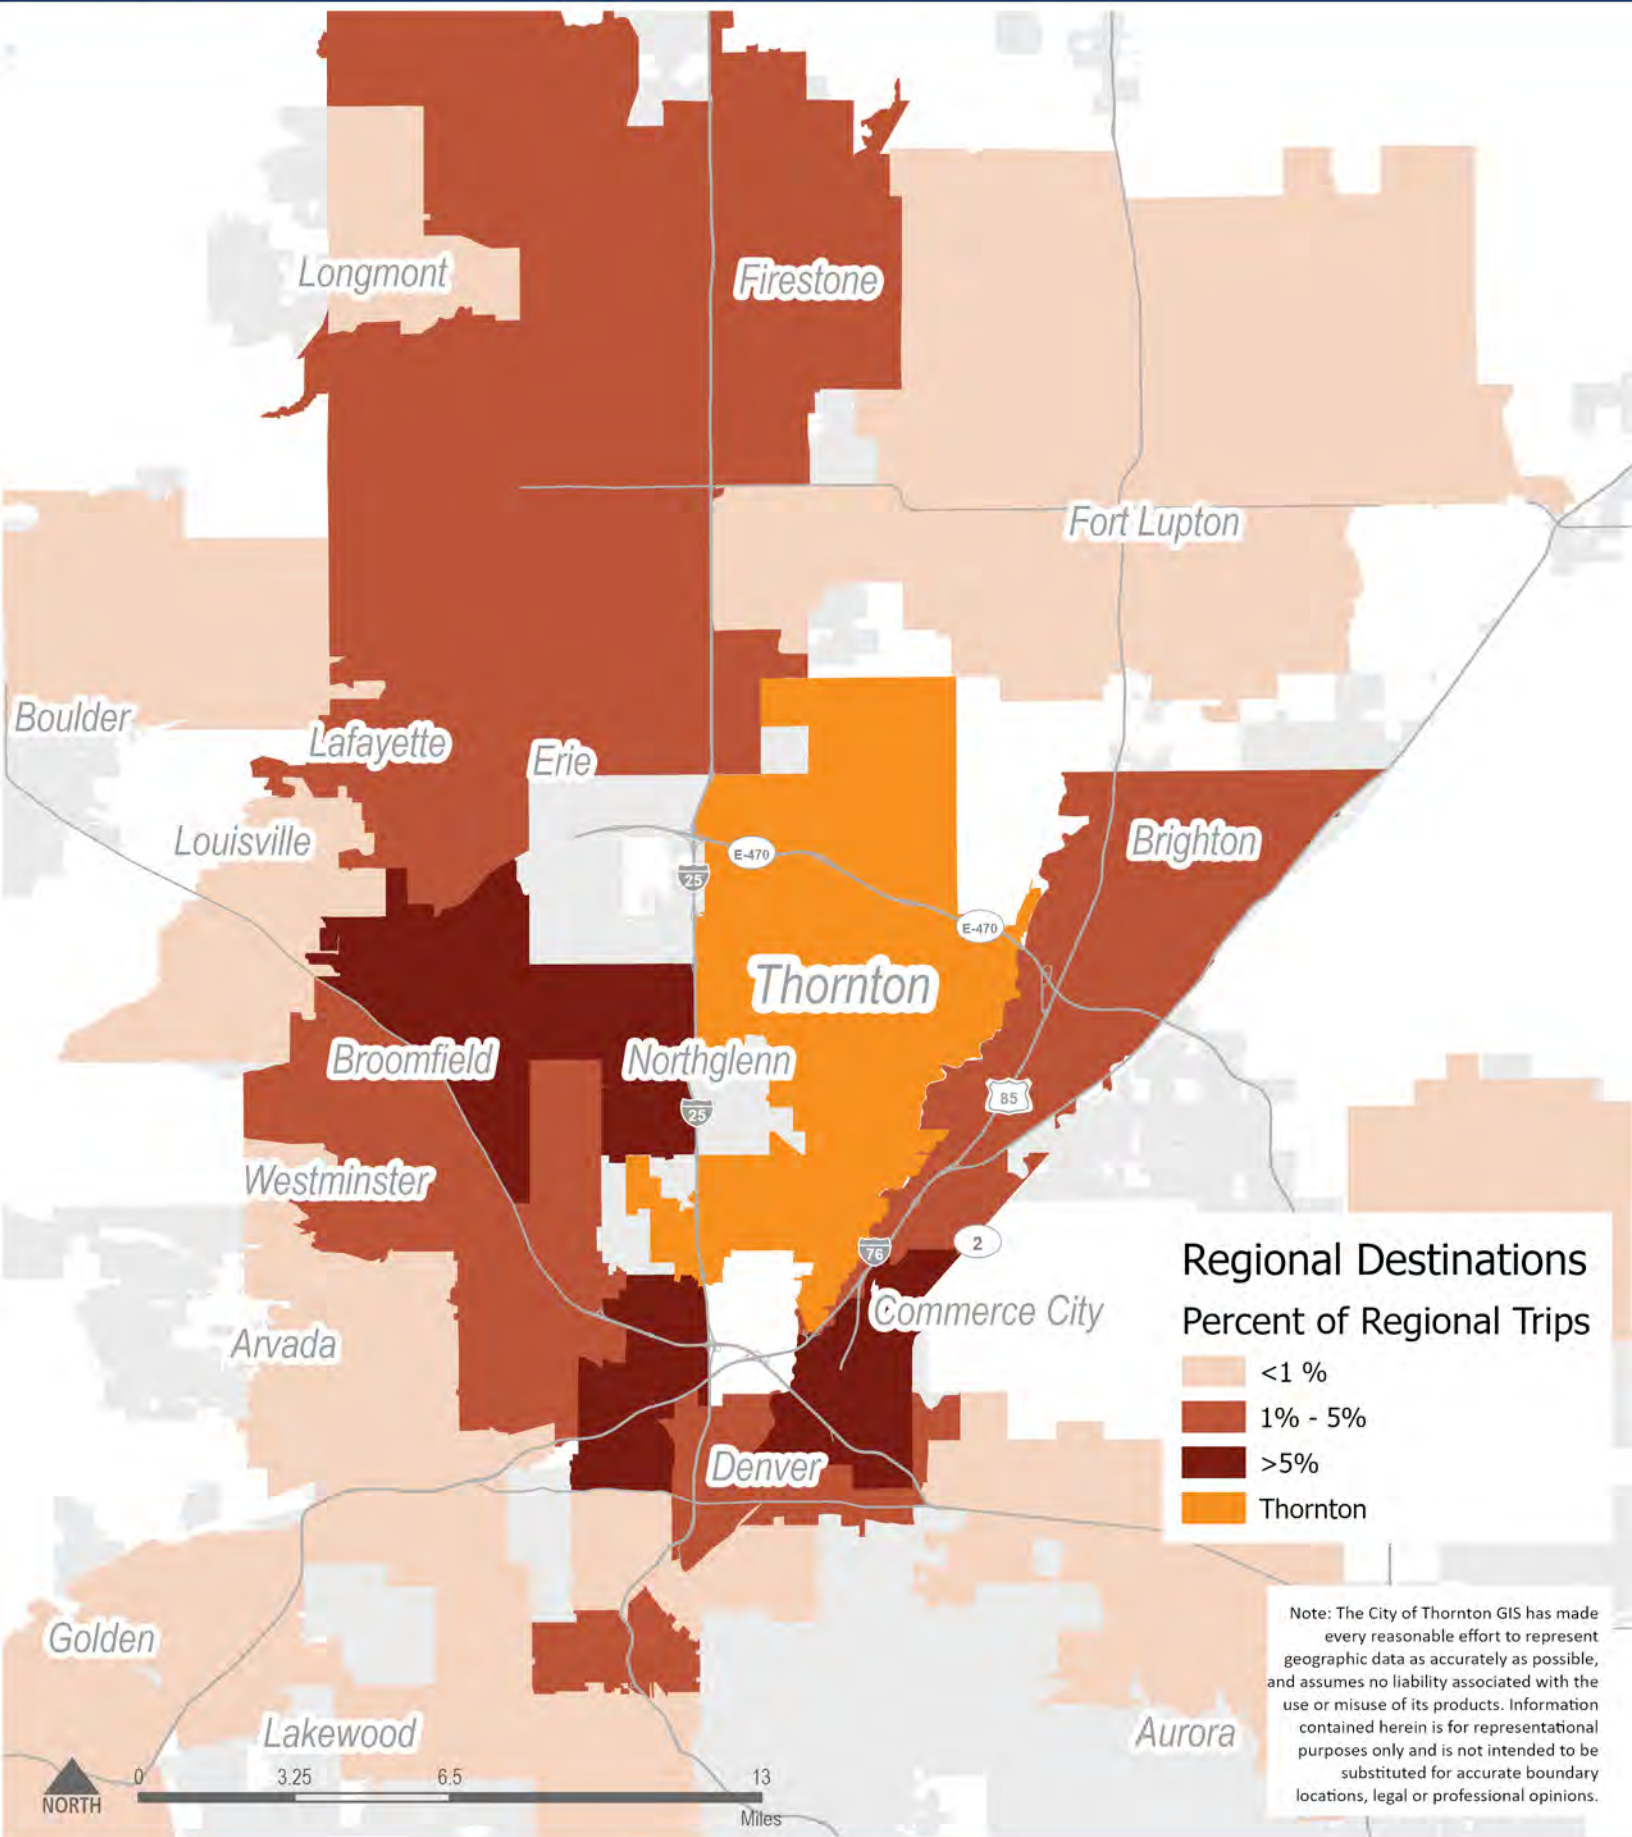 Longmont
Firestone
Fort Lupton
Boulder
Lafayette
Erie
Louisville
Brighton
E-470
25
E-470
Thornton
Broomfield
Northglenn
85
25
Westminster
2
76
Commerce City
Arvada
Denver
Golden
Lakewood
Aurora
Regional Destinations
Percent of Regional Trips
<1 %
1% - 5%
>5%
Thornton
Note: The City of Thornton GIS has made
every reasonable effort to represent
geographic data as accurately as possible,
and assumes no liability associated with the
use or misuse of its products. Information
contained herein is for representational
purposes only and is not intended to be
substituted for accurate boundary
locations, legal or professional opinions.
NORTH
0 3.25 6.5 13
Miles